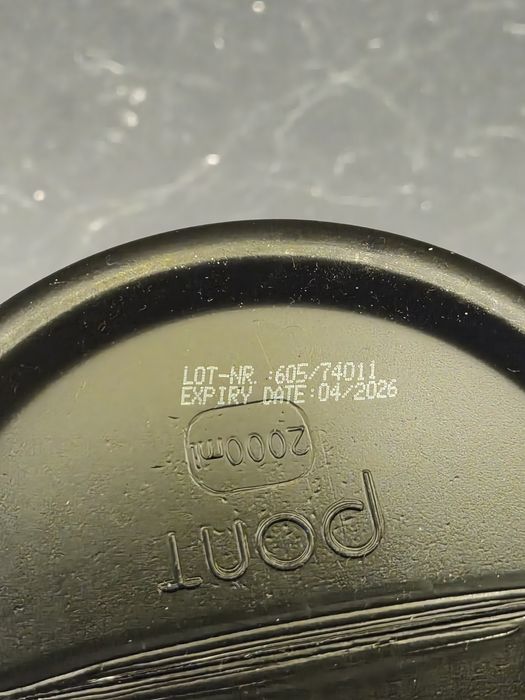 LOT-NR.:605/74011
EXPIRY DATE:04/2026
2000ml
pont